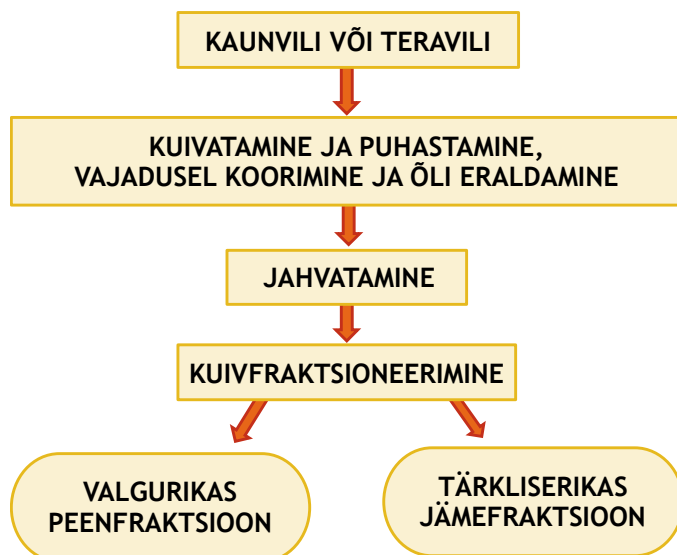 KAUNVILI VÕI TERAVILI
KUIVATAMINE JA PUHASTAMINE,
VAJADUSEL KOORIMINE JA ÕLI ERALDAMINE
JAHVATAMINE
KUIVFRAKTSIONEERIMINE
VALGURIKAS
PEENFRAKTSIOON
TÄRKLISERIKAS
JÄMEFRAKTSIOON